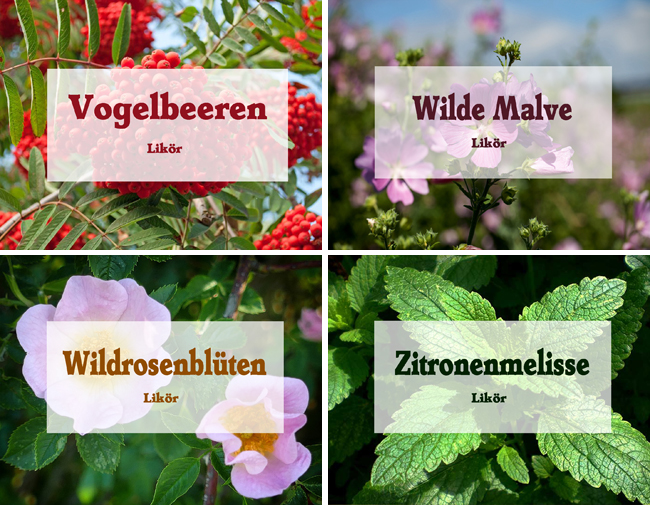 Vogelbeeren
Likör
Wilde Malve
Likör
Wildrosenblüten
Likör
Zitronenmelisse
Likör